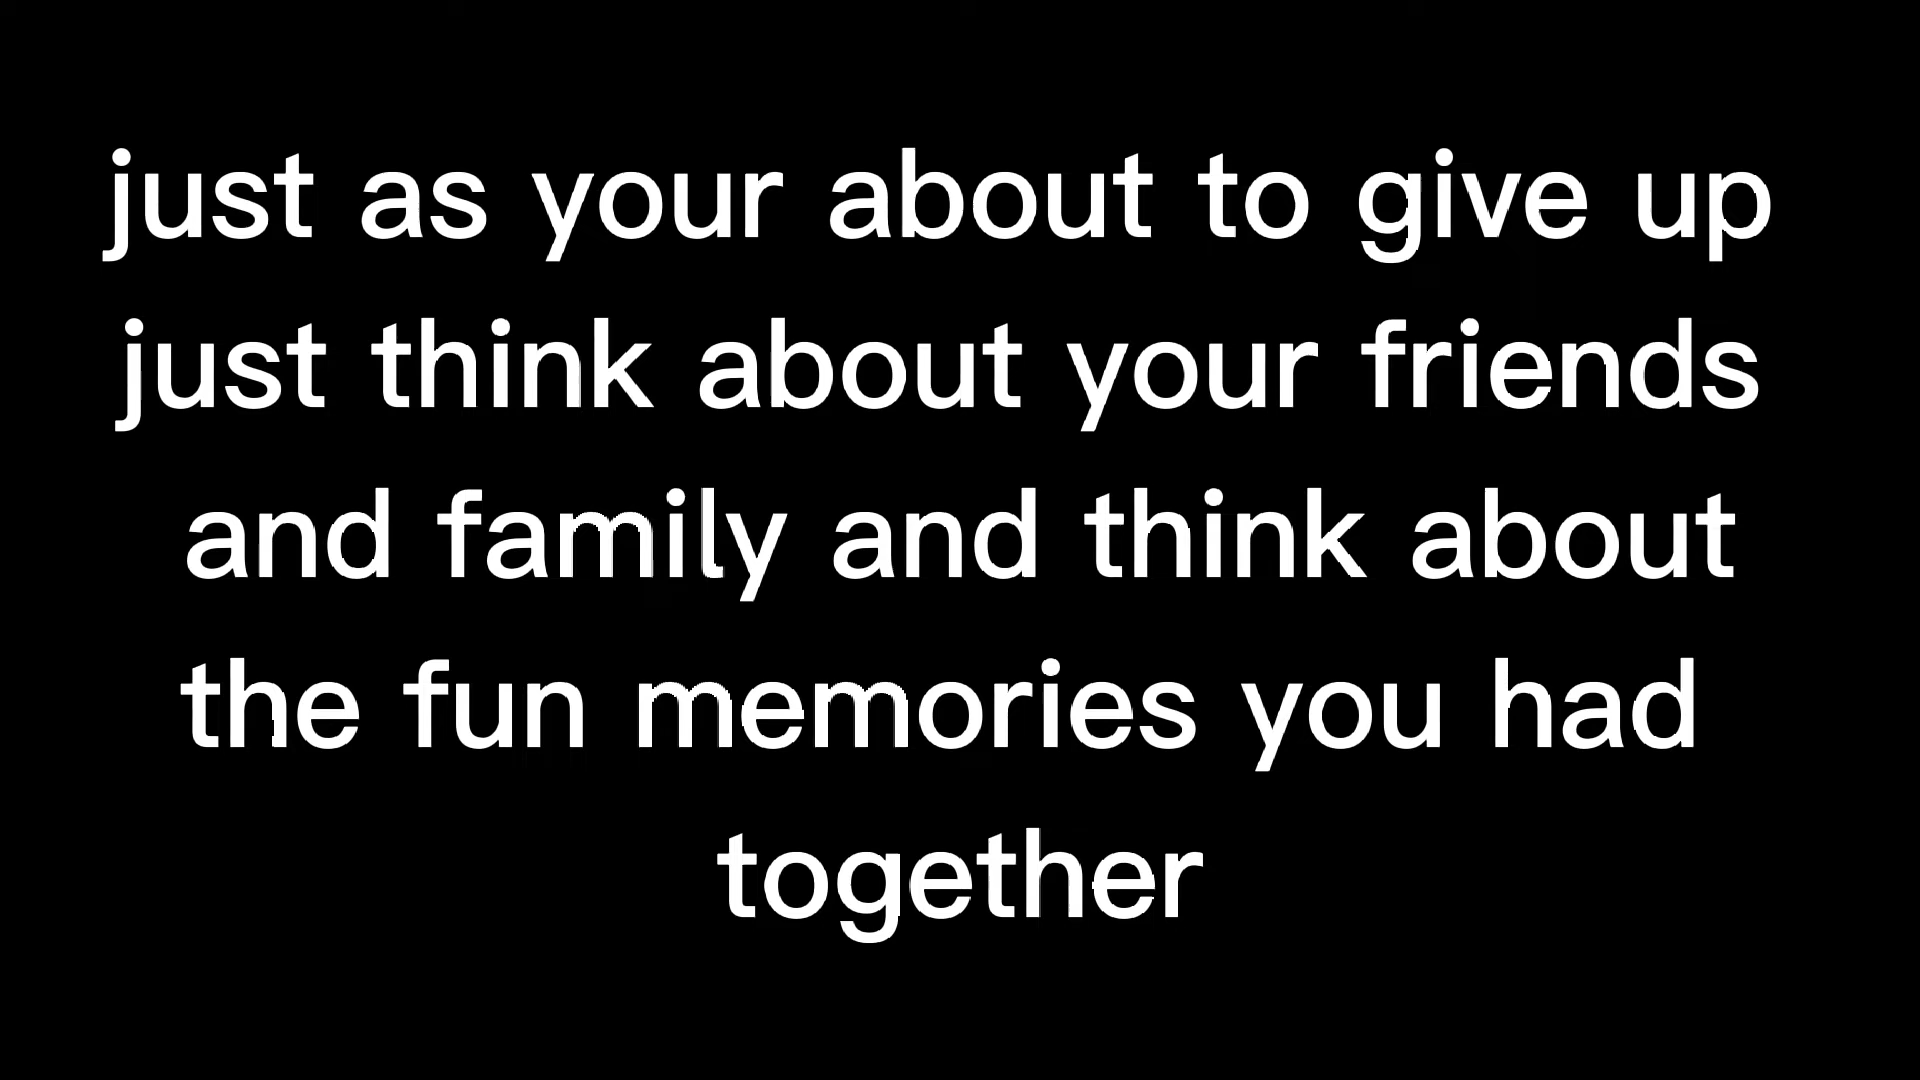 just as your about to give up
just think about your friends
and family and think about
the fun memories you had
together